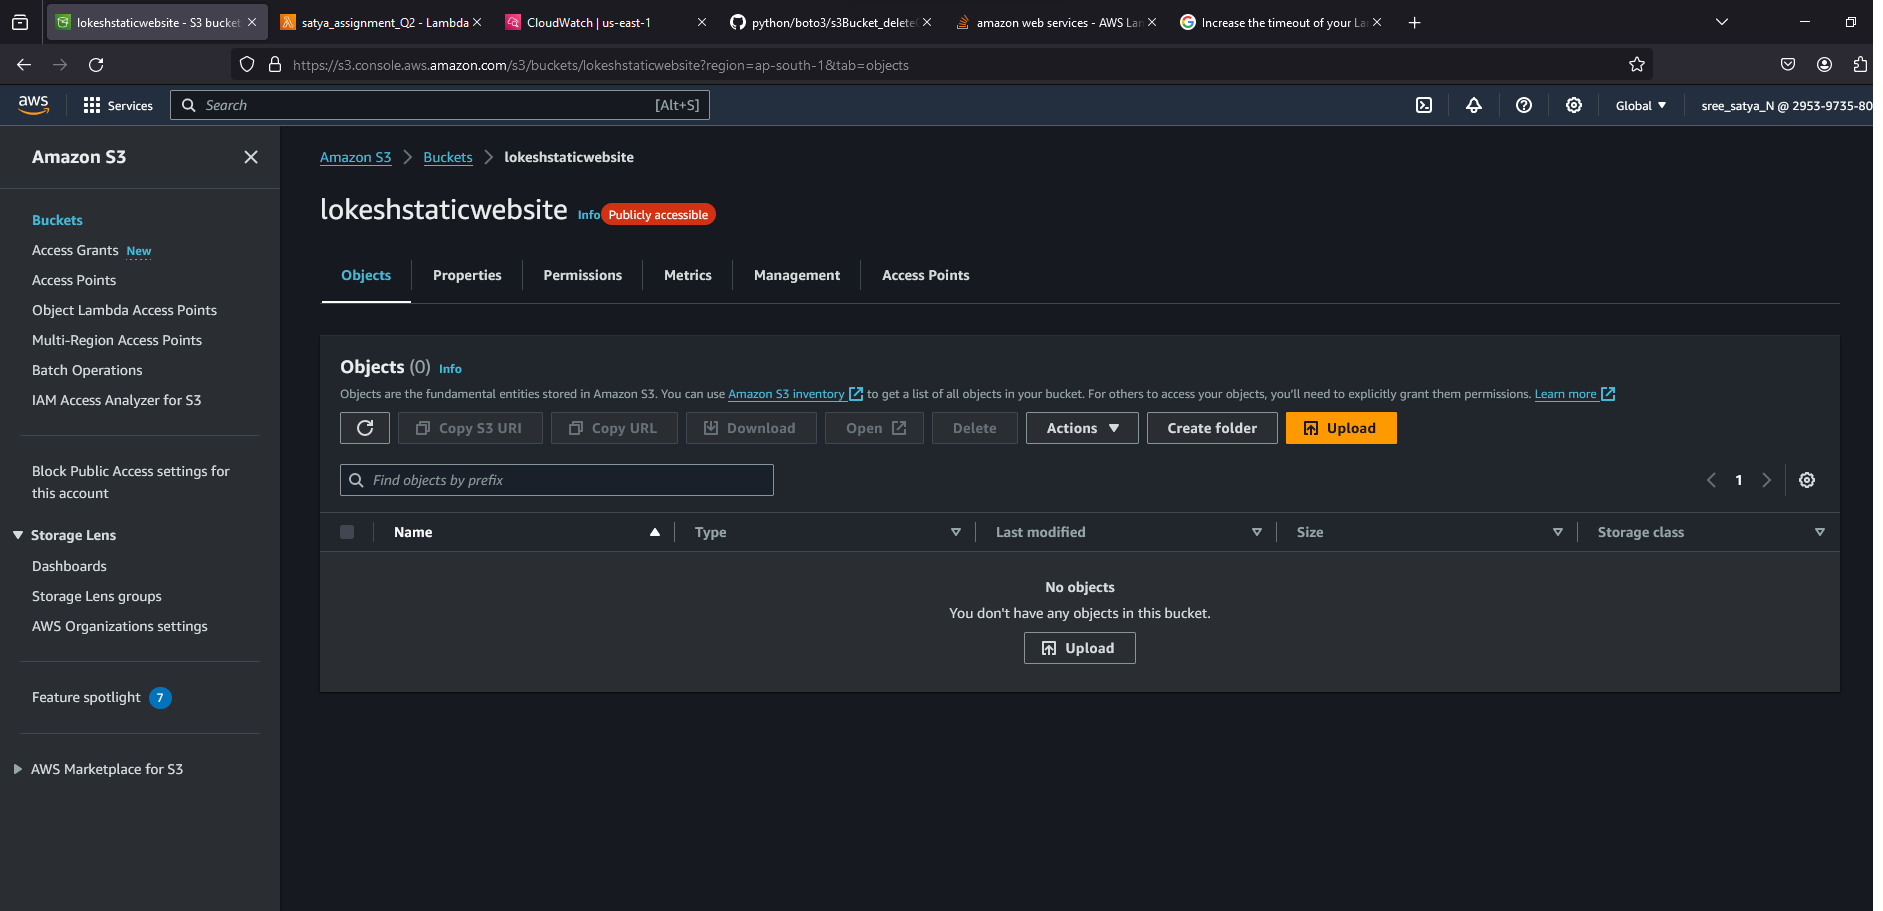 lokeshstaticwebsite - S3 bucket
satya_assignment_Q2 - Lambda
CloudWatch | us-east-1
python/boto3/s3Bucket_delete
amazon web services - AWS Lam
Increase the timeout of your La
https://s3.console.aws.amazon.com/s3/buckets/lokeshstaticwebsite?region=ap-south-1&tab=objects
aws
Services
Search
[Alt+S]
Global
sree_satya_N @ 2953-9735-80
Amazon S3
Amazon S3
Buckets
lokeshstaticwebsite
lokeshstaticwebsite Info Publicly accessible
Buckets
Access Grants New
Access Points
Object Lambda Access Points
Multi-Region Access Points
Batch Operations
IAM Access Analyzer for S3
Block Public Access settings for
this account
Storage Lens
Dashboards
Storage Lens groups
AWS Organizations settings
Feature spotlight 7
AWS Marketplace for S3
Objects
Properties
Permissions
Metrics
Management
Access Points
Objects (0) Info
Objects are the fundamental entities stored in Amazon S3. You can use Amazon S3 inventory to get a list of all objects in your bucket. For others to access your objects, you'll need to explicitly grant them permissions. Learn more
Copy S3 URI
Copy URL
Download
Open
Delete
Actions
Create folder
Upload
Find objects by prefix
1
Name
Type
Last modified
Size
Storage class
No objects
You don't have any objects in this bucket.
Upload